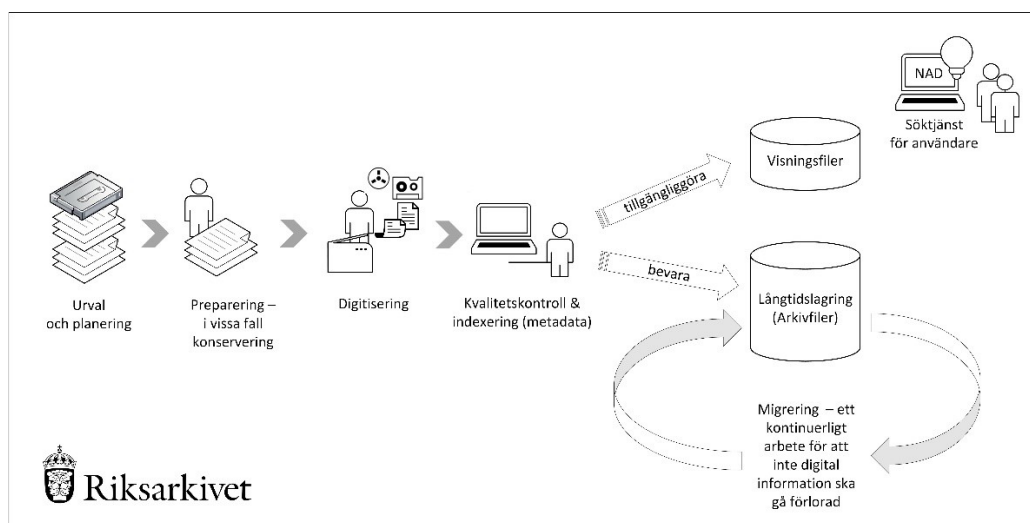 Urval
och planering
Preparering –
i vissa fall
konservering
Digitisering
Kvalitetskontroll &
indexering (metadata)
tillgängliggöra
bevara
Visningsfiler
NAD
Söktjänst
för användare
Långtidslagring
(Arkivfiler)
Migrering – ett
kontinuerligt
arbete för att
inte digital
information ska
gå förlorad
Riksarkivet